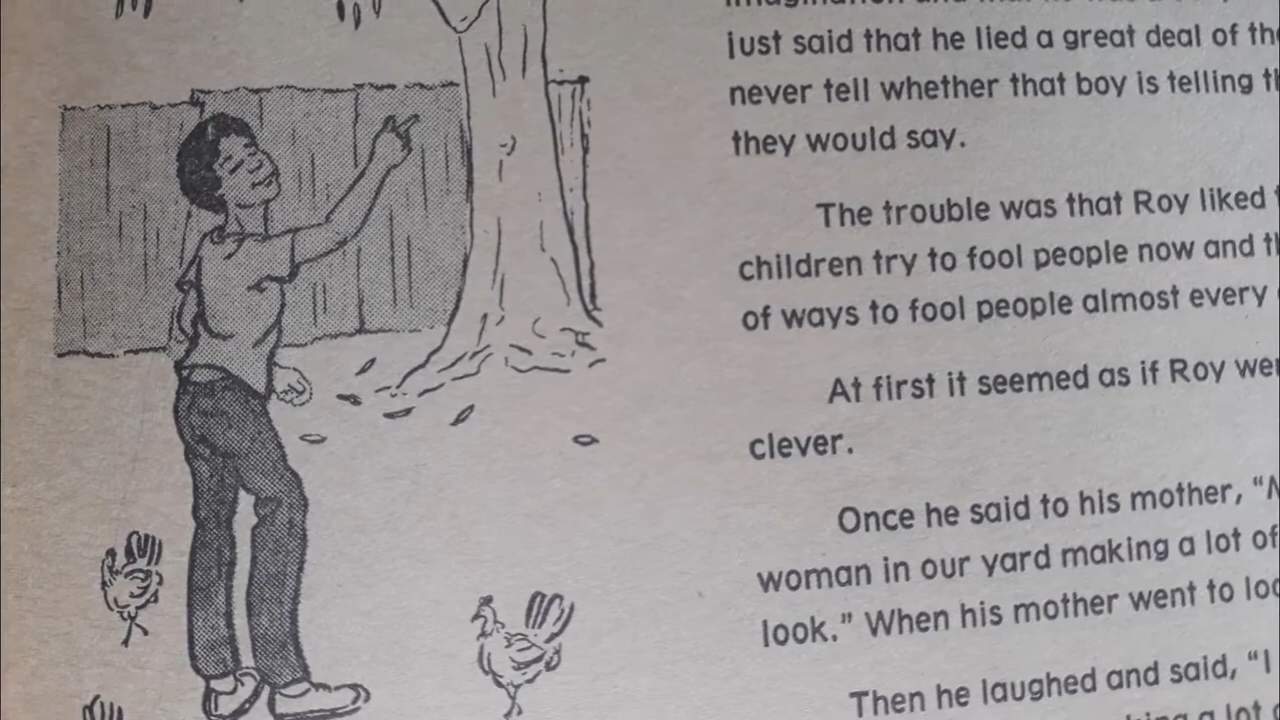 just said that he lied a great deal of
never tell whether that boy is telling
they would say.
The trouble was that Roy liked
children try to fool people now and
of ways to fool people almost every
At first it seemed as if Roy
clever.
Once he said to his mother,
woman in our yard making a lot of
look." When his mother went to
Then he laughed and said, "I
a lot